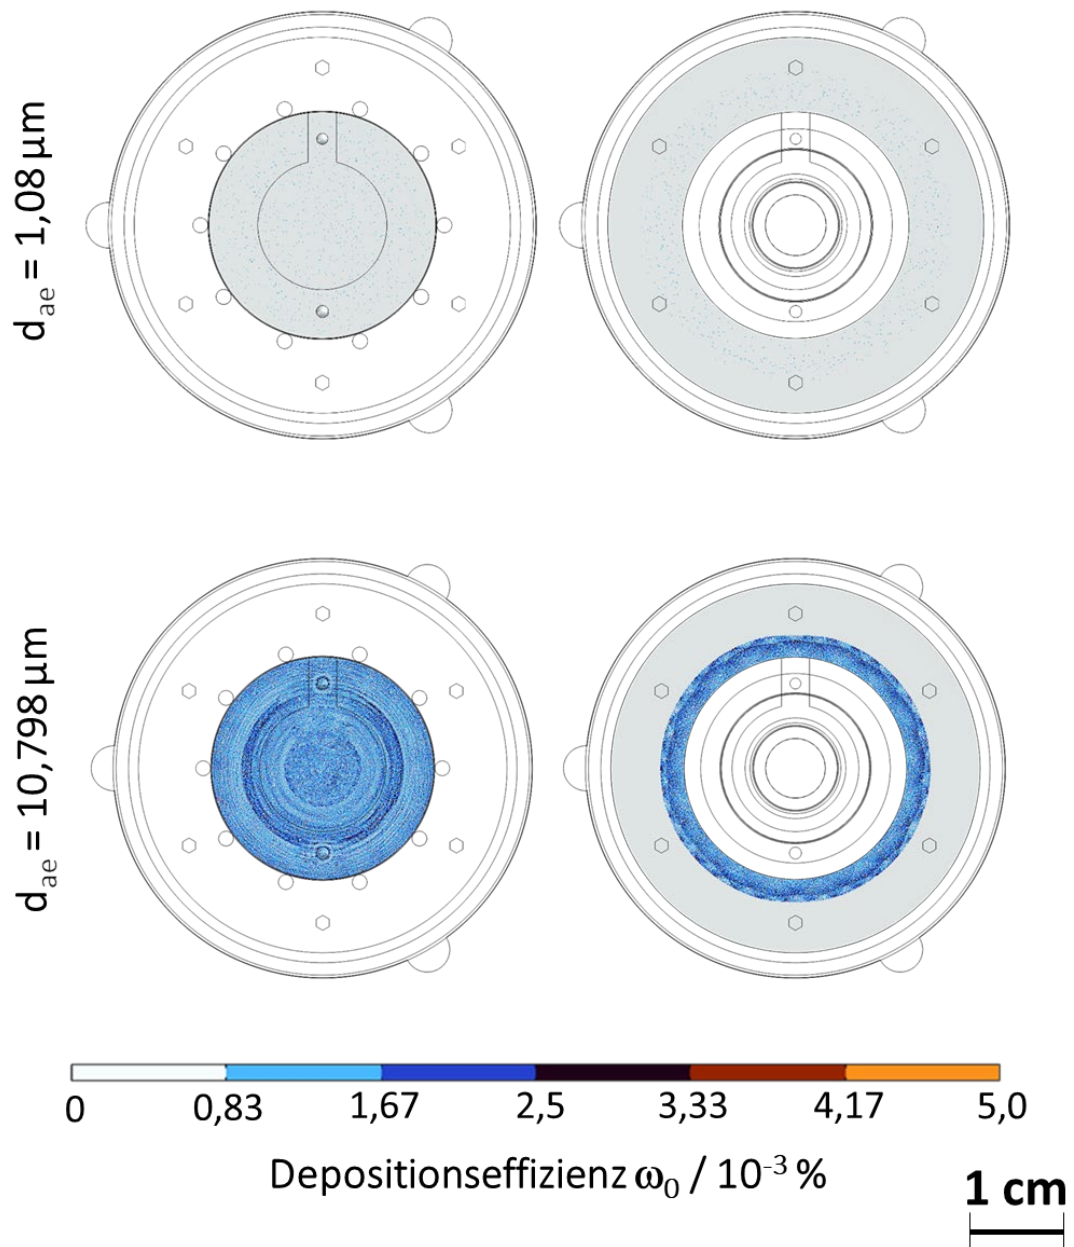 d_ae = 1,08 µm
d_ae = 10,798 µm
0 0,83 1,67 2,5 3,33 4,17 5,0
Depositionseffizienz ω₀ / 10⁻³ %
1 cm